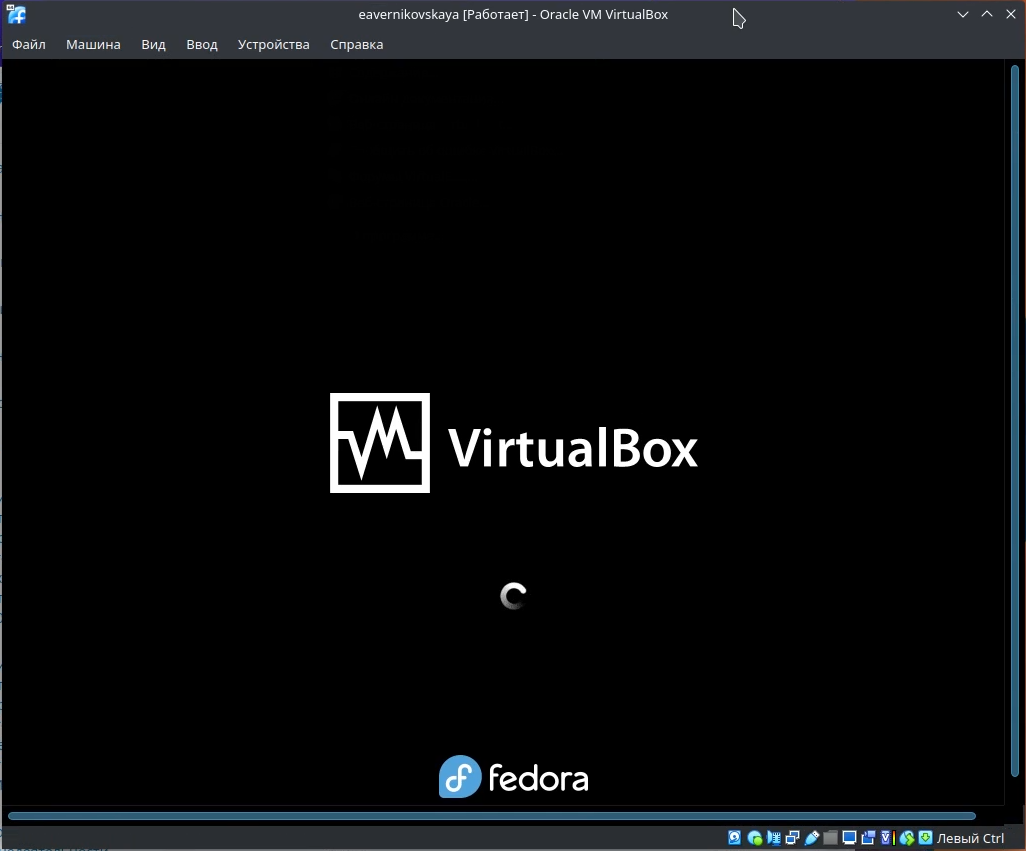 eavernikovskaya [Работает] - Oracle VM VirtualBox
Файл Машина Вид Ввод Устройства Справка
VirtualBox
fedora
Левый Ctrl